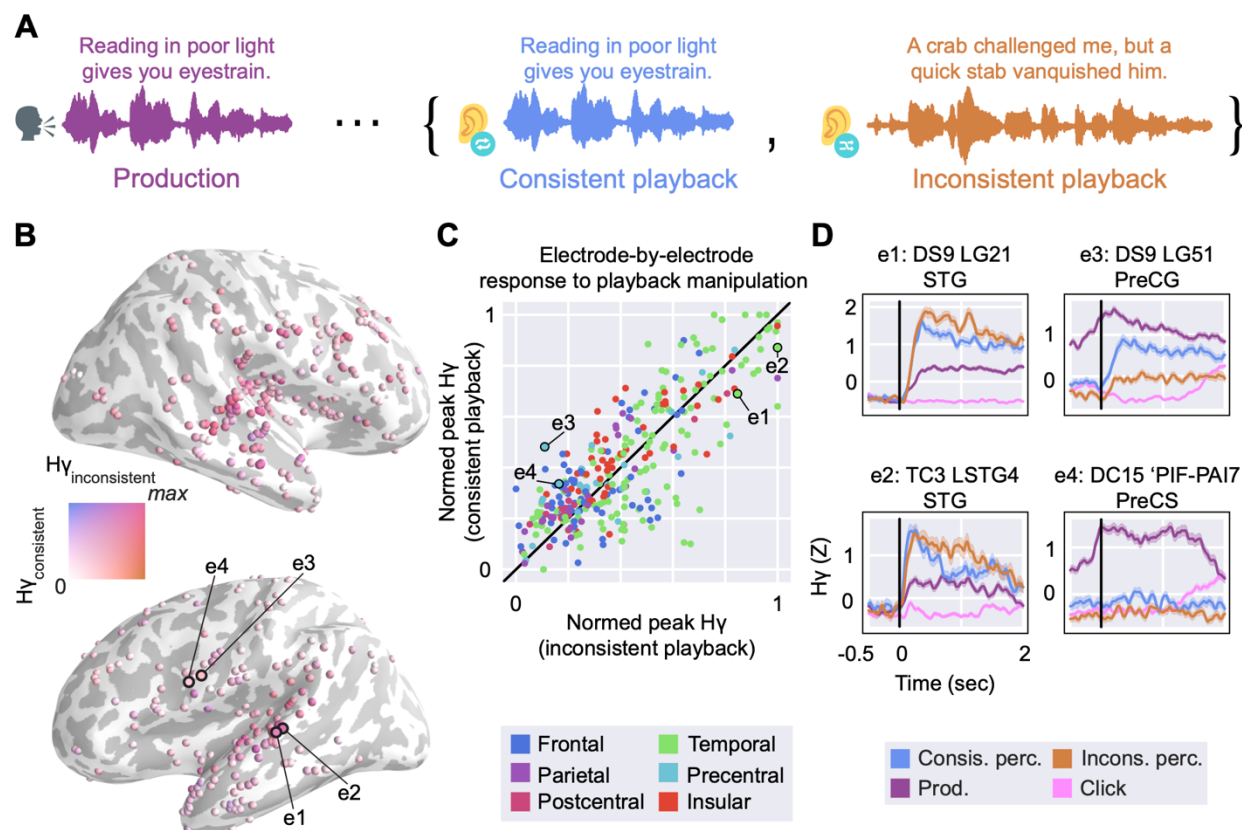 A
Reading in poor light
gives you eyestrain.
Production
...
{
Reading in poor light
gives you eyestrain.
Consistent playback
,
A crab challenged me, but a
quick stab vanquished him.
Inconsistent playback
}
B
Hγinconsistent
max
Hγconsistent
0
e4
e3
e1
e2
C
Electrode-by-electrode
response to playback manipulation
Normed peak Hγ
(consistent playback)
1
0
e3
e4
e2
e1
0
1
Normed peak Hγ
(inconsistent playback)
Frontal
Temporal
Parietal
Precentral
Postcentral
Insular
D
e1: DS9 LG21
STG
2
1
0
e3: DS9 LG51
PreCG
1
0
e2: TC3 LSTG4
STG
1
0
e4: DC15 ‘PIF-PAI7
PreCS
1
0
Hγ (Z)
-0.5
0
2
Time (sec)
Consis. perc.
Incons. perc.
Prod.
Click